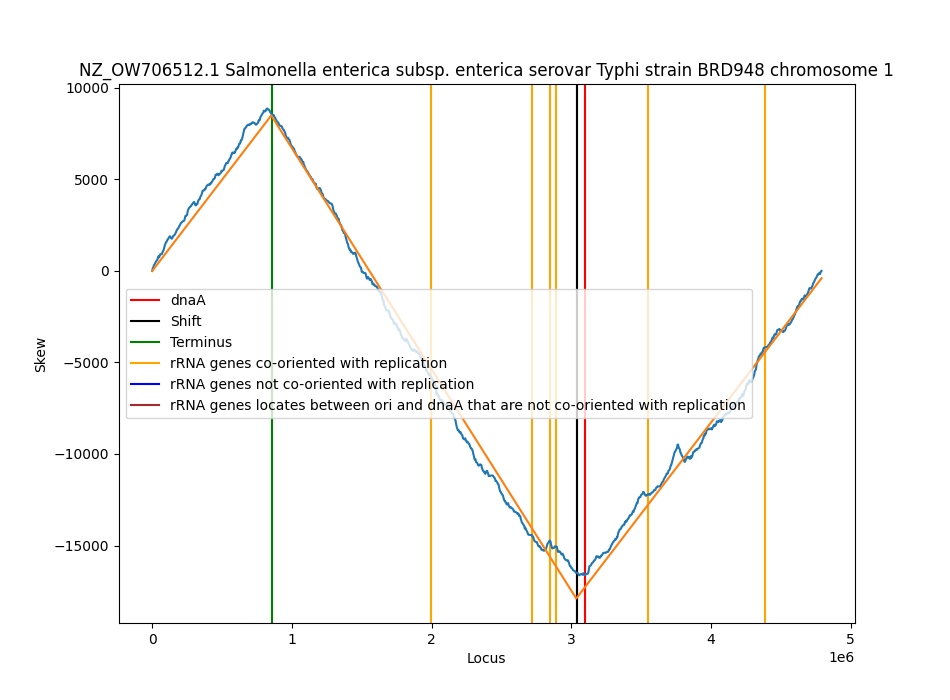 NZ_OW706512.1 Salmonella enterica subsp. enterica serovar Typhi strain BRD948 chromosome 1
10000
5000
0
−5000
−10000
−15000
Skew
dnaA
Shift
Terminus
rRNA genes co-oriented with replication
rRNA genes not co-oriented with replication
rRNA genes locates between ori and dnaA that are not co-oriented with replication
0 1 2 3 4 5
1e6
Locus